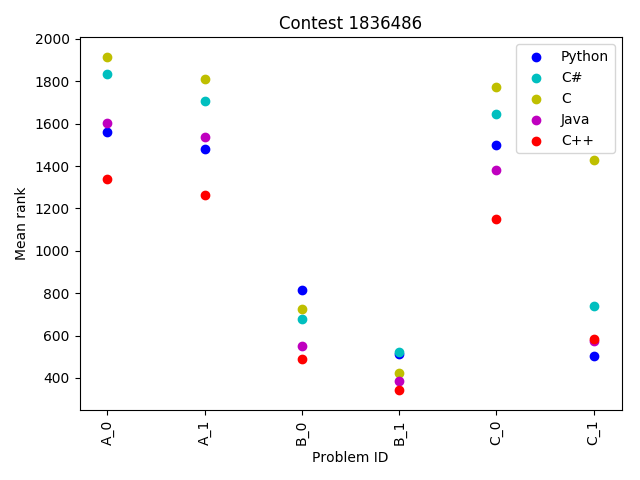 Contest 1836486
Mean rank
2000
1800
1600
1400
1200
1000
800
600
400
Python
C#
C
Java
C++
A_0
A_1
B_0
B_1
C_0
C_1
Problem ID